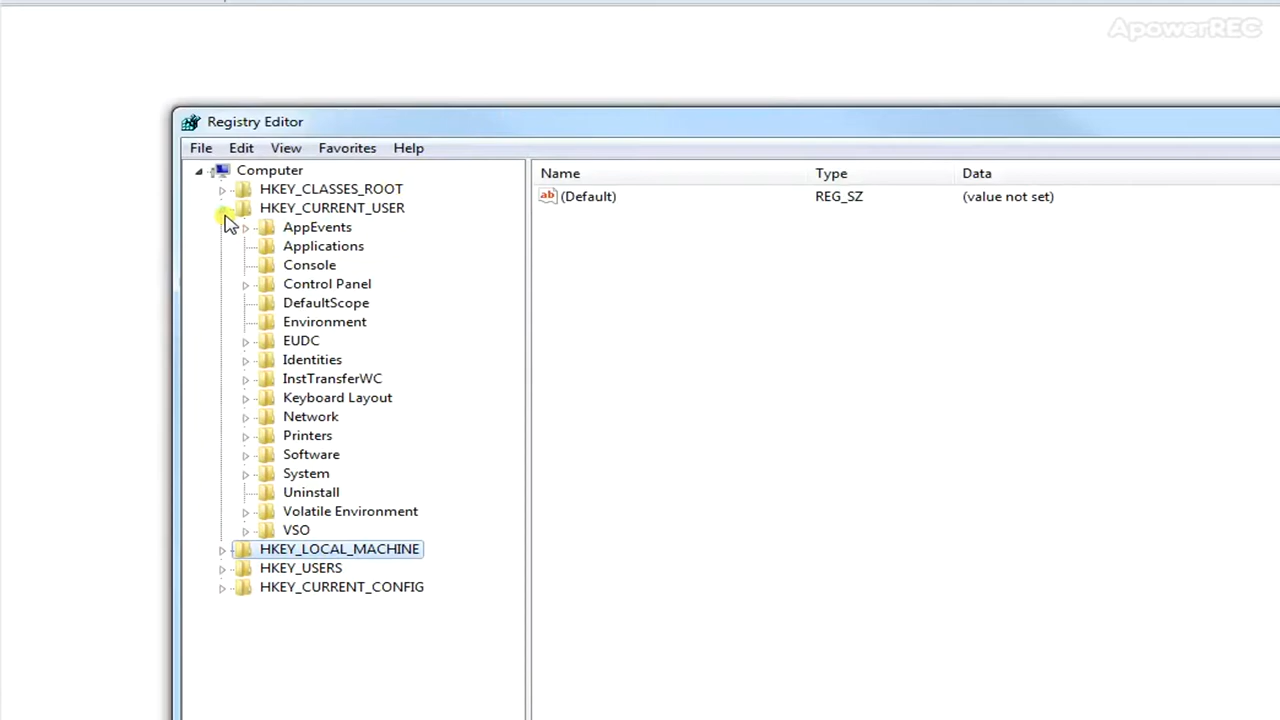 ApowerREC
Registry Editor
File Edit View Favorites Help
Computer
HKEY_CLASSES_ROOT
HKEY_CURRENT_USER
AppEvents
Applications
Console
Control Panel
DefaultScope
Environment
EUDC
Identities
InstTransferWC
Keyboard Layout
Network
Printers
Software
System
Uninstall
Volatile Environment
VSO
HKEY_LOCAL_MACHINE
HKEY_USERS
HKEY_CURRENT_CONFIG
Name Type Data
ab (Default) REG_SZ (value not set)